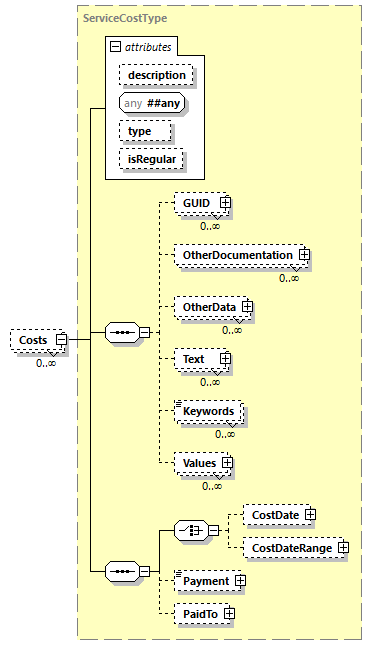 ServiceCostType
attributes
description
any ##any
type
isRegular
GUID
0..∞
OtherDocumentation
0..∞
OtherData
0..∞
Costs
0..∞
Text
0..∞
Keywords
0..∞
Values
0..∞
CostDate
CostDateRange
Payment
PaidTo